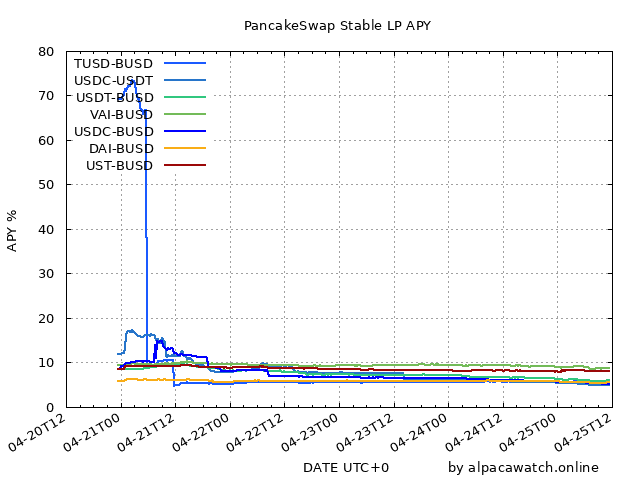 PancakeSwap Stable LP APY
80
70
60
50
40
30
20
10
0
APY %
TUSD-BUSD
USDC-USDT
USDT-BUSD
VAI-BUSD
USDC-BUSD
DAI-BUSD
UST-BUSD
04-20T12
04-21T00
04-21T12
04-22T00
04-22T12
04-23T00
04-23T12
04-24T00
04-24T12
04-25T00
04-25T12
DATE UTC+0
by alpacawatch.online